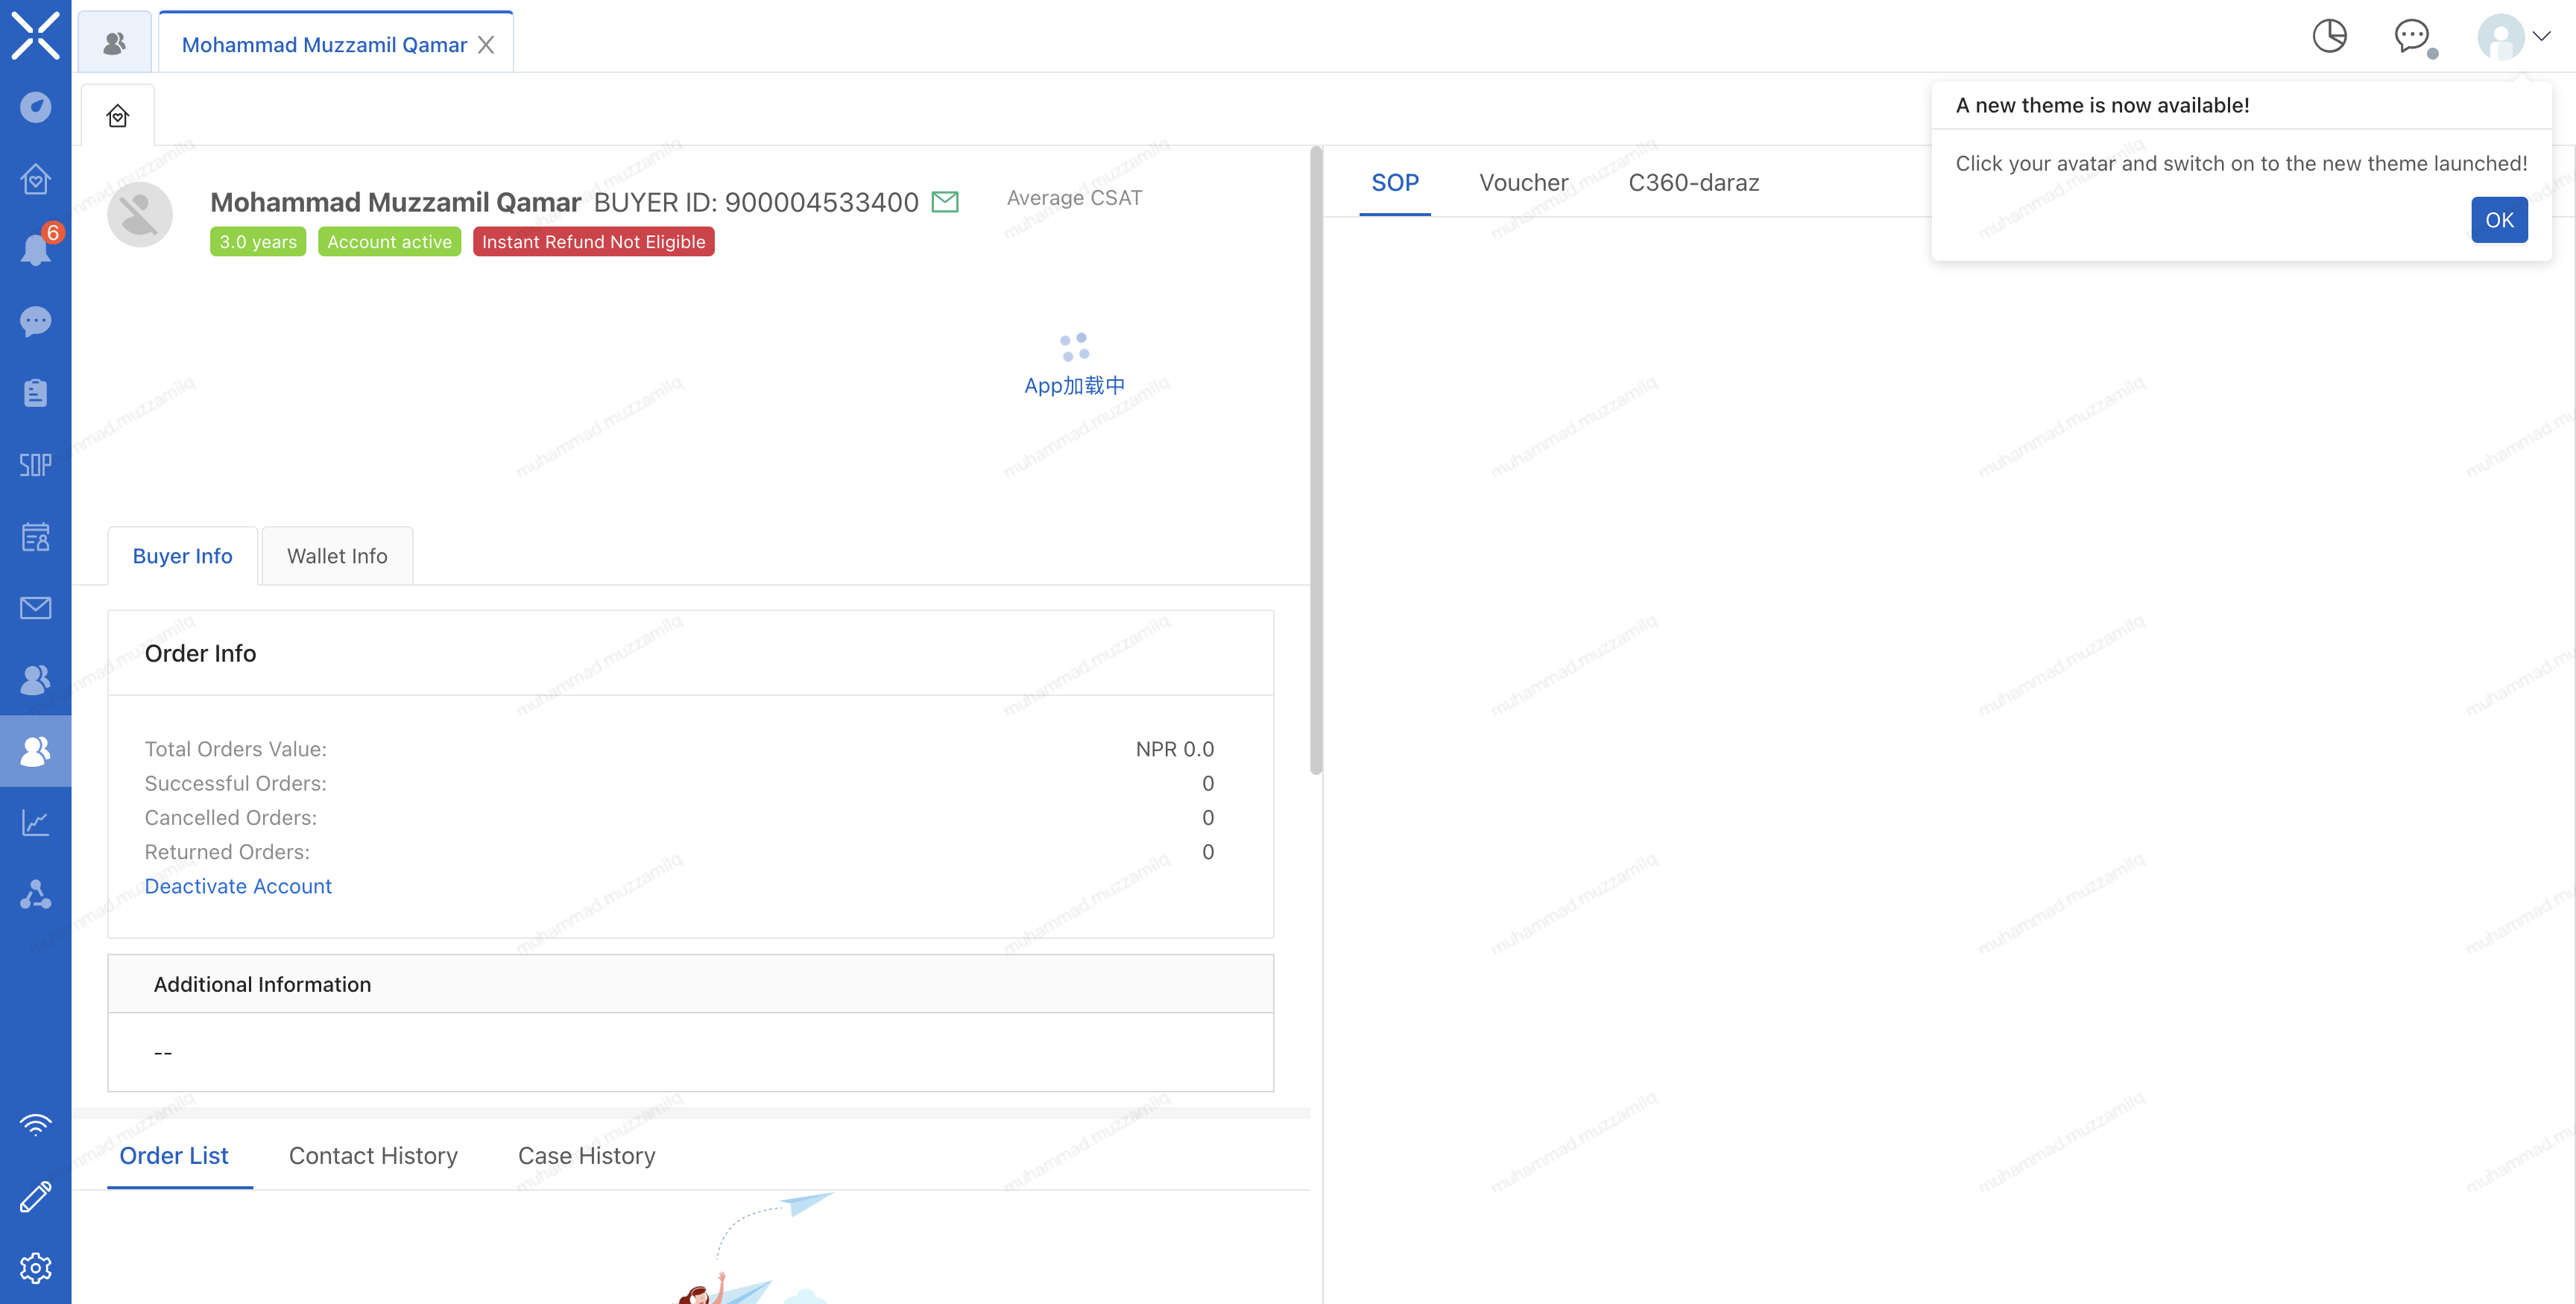 Mohammad Muzzamil Qamar
A new theme is now available!
Click your avatar and switch on to the new theme launched!
OK
6
Mohammad Muzzamil Qamar BUYER ID: 900004533400
Average CSAT
3.0 years Account active Instant Refund Not Eligible
SOP Voucher C360-daraz
App加载中
SOP
Buyer Info Wallet Info
Order Info
Total Orders Value: NPR 0.0
Successful Orders: 0
Cancelled Orders: 0
Returned Orders: 0
Deactivate Account
Additional Information
--
Order List Contact History Case History
muhammad.muzzamilq